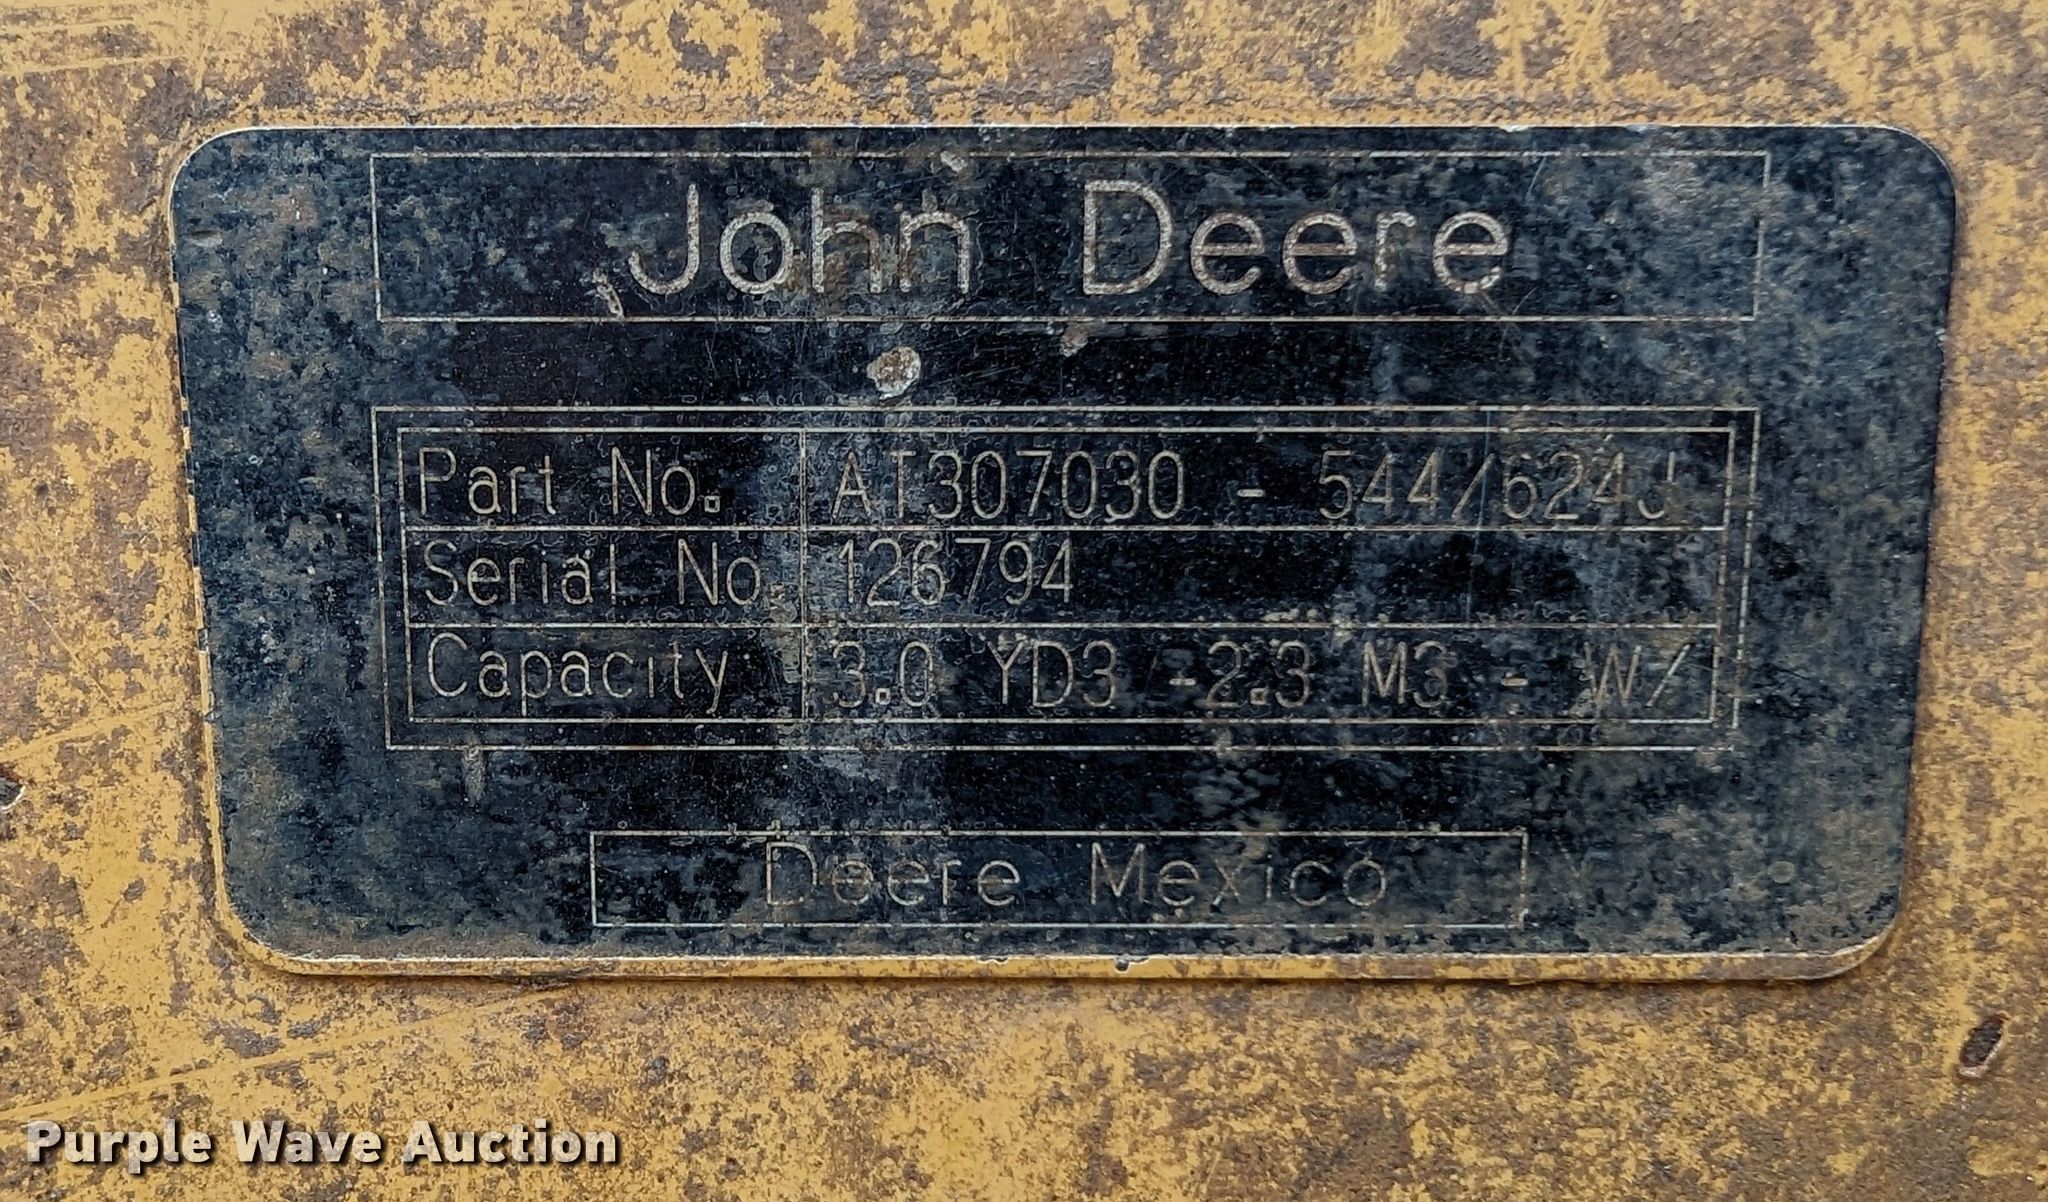 John Deere
Part No. AT307030 - 544/624J
Serial No. 126794
Capacity 3.0 YD3 -2.3 M3 - W/
Deere Mexico
Purple Wave Auction